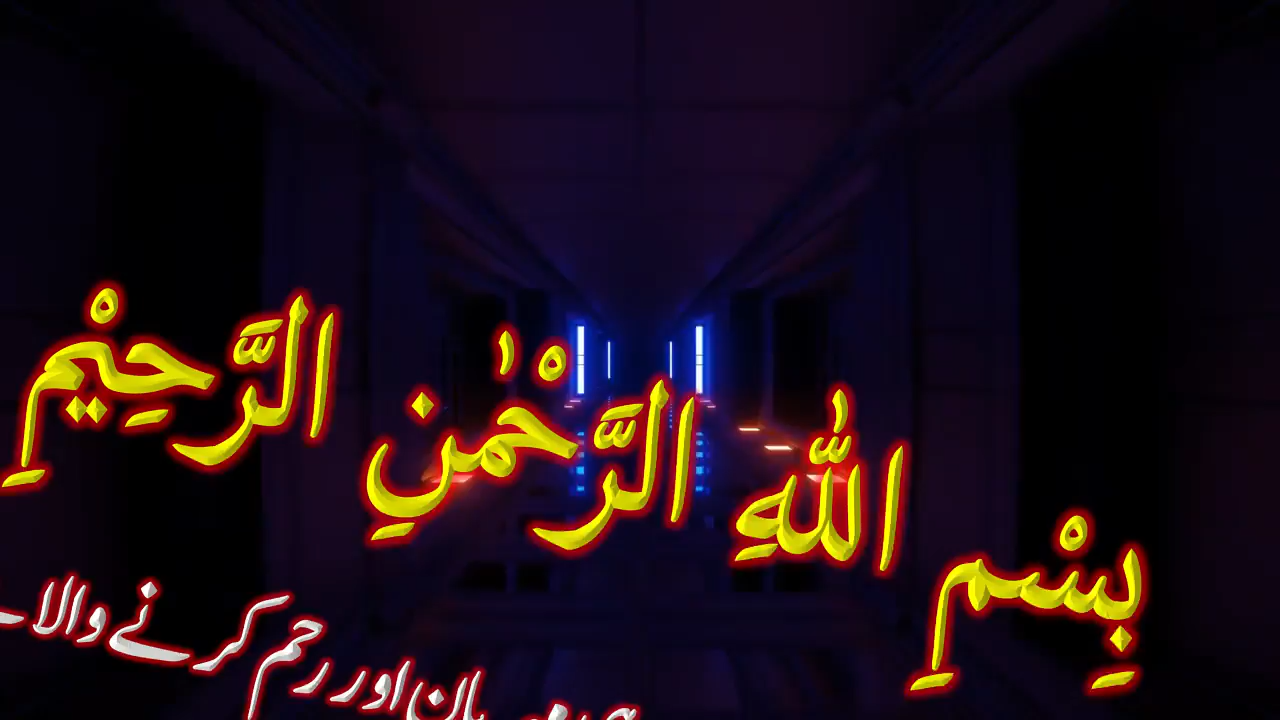 بِسْمِ اللّٰهِ الرَّحْمٰنِ الرَّحِيْمِ
اور رحم کرنے والا